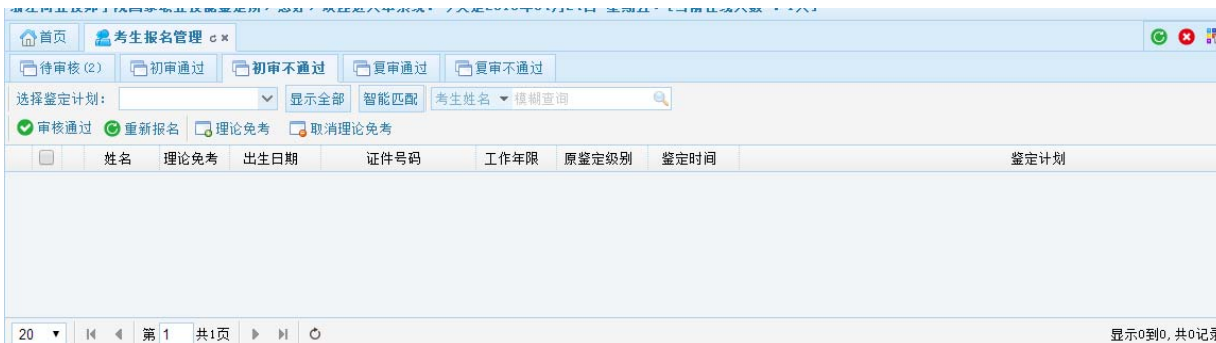 首页 考生报名管理
待审核(2) 初审通过 初审不通过 复审通过 复审不通过
选择鉴定计划： 显示全部 智能匹配 考生姓名 模糊查询
审核通过 重新报名 理论免考 取消理论免考
姓名 理论免考 出生日期 证件号码 工作年限 原鉴定级别 鉴定时间 鉴定计划
20 第 1 共1页 显示0到0,共0记录